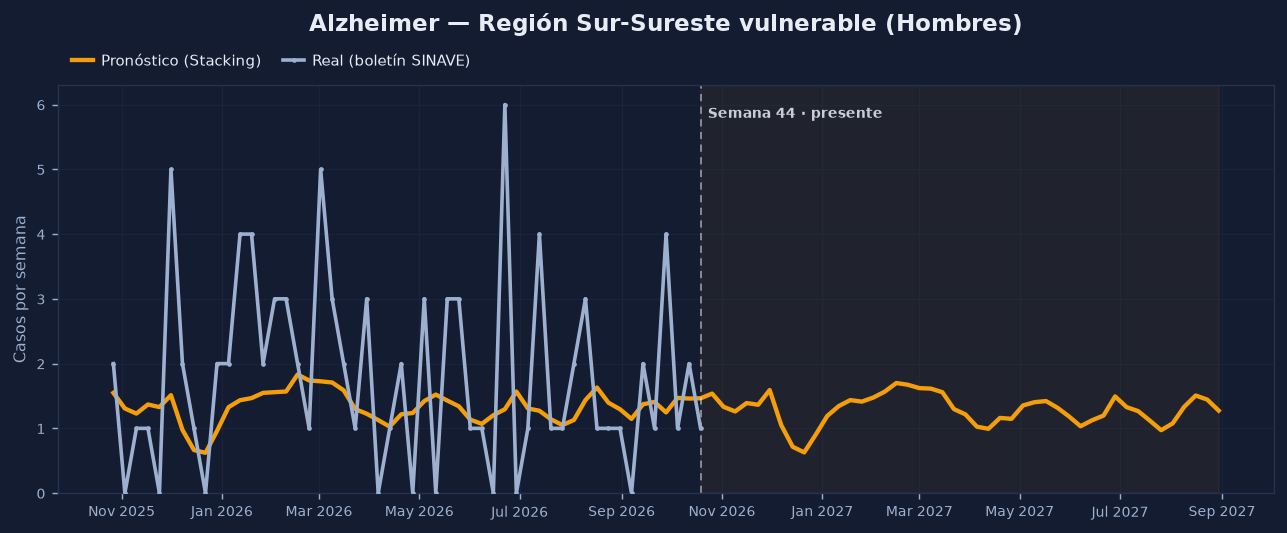 Alzheimer — Región Sur-Sureste vulnerable (Hombres)
Pronóstico (Stacking)
Real (boletín SINAVE)
Semana 44 · presente
Casos por semana
6
5
4
3
2
1
0
Nov 2025
Jan 2026
Mar 2026
May 2026
Jul 2026
Sep 2026
Nov 2026
Jan 2027
Mar 2027
May 2027
Jul 2027
Sep 2027